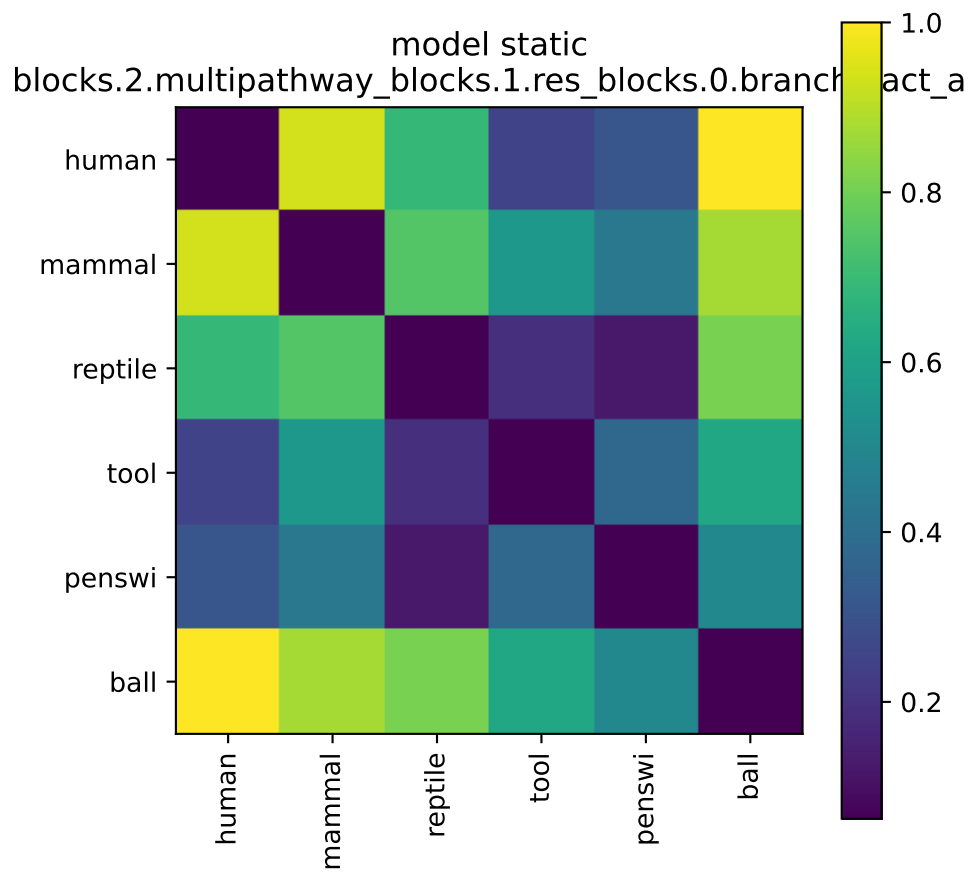 model static
blocks.2.multipathway_blocks.1.res_blocks.0.branch act_a
1.0
0.8
0.6
0.4
0.2
human
mammal
reptile
tool
penswi
ball
human
mammal
reptile
tool
penswi
ball